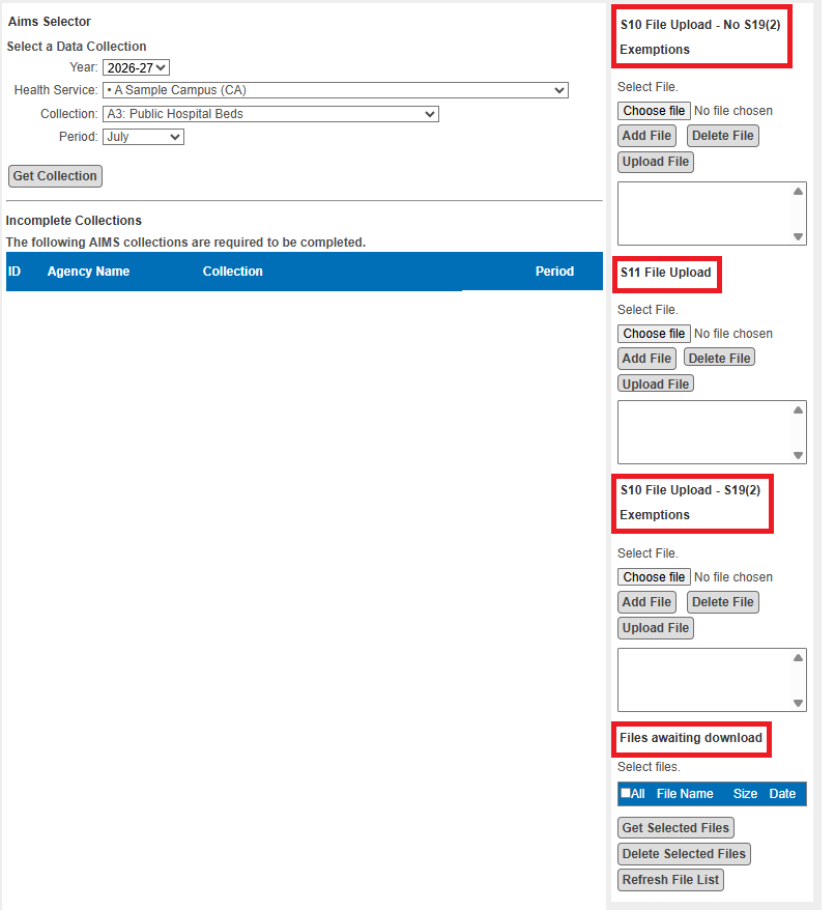 Aims Selector
Select a Data Collection
Year: 2026-27
Health Service: • A Sample Campus (CA)
Collection: A3: Public Hospital Beds
Period: July
Get Collection
Incomplete Collections
The following AIMS collections are required to be completed.
ID Agency Name Collection Period
S10 File Upload - No S19(2)
Exemptions
Select File.
Choose file No file chosen
Add File Delete File
Upload File
S11 File Upload
Select File.
Choose file No file chosen
Add File Delete File
Upload File
S10 File Upload - S19(2)
Exemptions
Select File.
Choose file No file chosen
Add File Delete File
Upload File
Files awaiting download
Select files.
All File Name Size Date
Get Selected Files
Delete Selected Files
Refresh File List